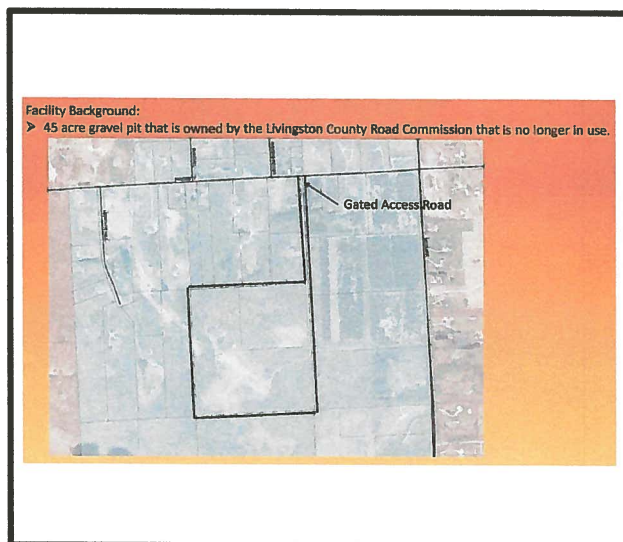 Facility Background:
➤ 45 acre gravel pit that is owned by the Livingston County Road Commission that is no longer in use.
Gated Access Road